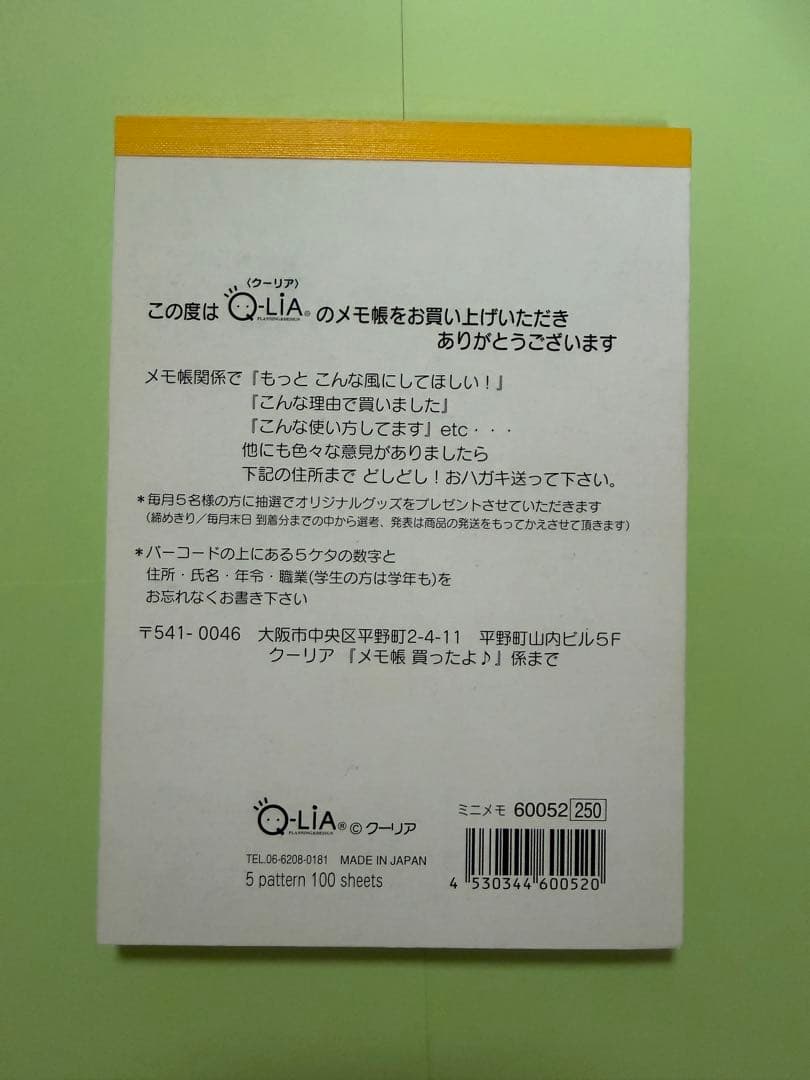 〈クーリア〉
この度は Q-LiA® のメモ帳をお買い上げいただき
PLANNING&DESIGN
ありがとうございます
メモ帳関係で『もっと こんな風にしてほしい！』
『こんな理由で買いました』
『こんな使い方してます』etc・・・
他にも色々な意見がありましたら
下記の住所まで どしどし！おハガキ送って下さい。
＊毎月５名様の方に抽選でオリジナルグッズをプレゼントさせていただきます
（締めきり／毎月末日 到着分までの中から選考、発表は商品の発送をもってかえさせて頂きます）
＊バーコードの上にある５ケタの数字と
住所・氏名・年令・職業(学生の方は学年も)を
お忘れなくお書き下さい
〒541-0046 大阪市中央区平野町2-4-11 平野町山内ビル５F
クーリア 『メモ帳 買ったよ♪』係まで
Q-LiA® © クーリア
PLANNING&DESIGN
TEL.06-6208-0181 MADE IN JAPAN
5 pattern 100 sheets
ミニメモ 60052 250
4 530344 600520